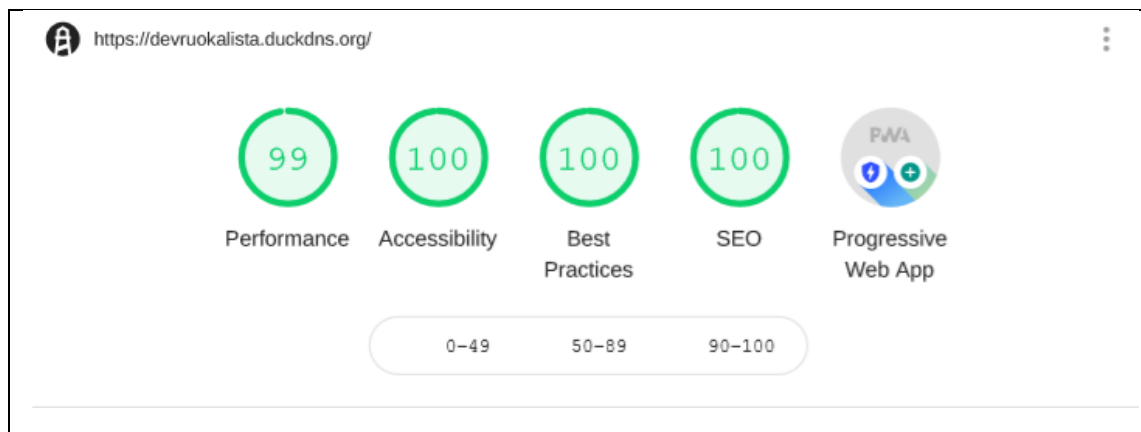 https://devruokalista.duckdns.org/
PWA
99 100 100 100
Performance Accessibility Best Practices SEO Progressive Web App
0–49 50–89 90–100